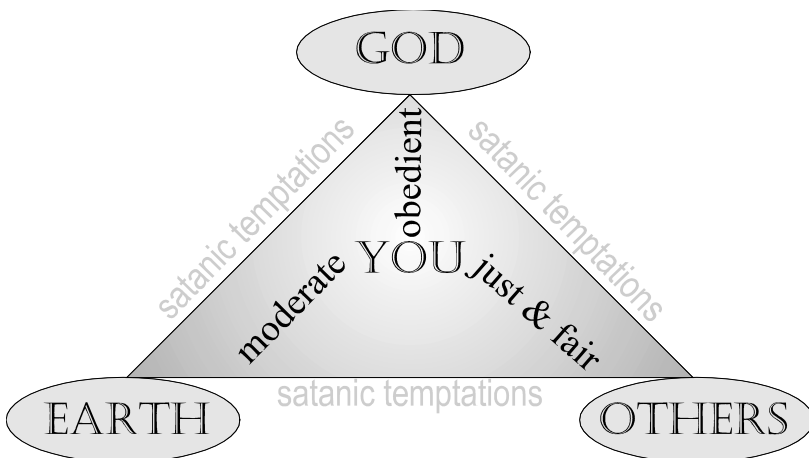 GOD
satanic temptations
satanic temptations
obedient
YOU
moderate
just & fair
satanic temptations
EARTH
OTHERS